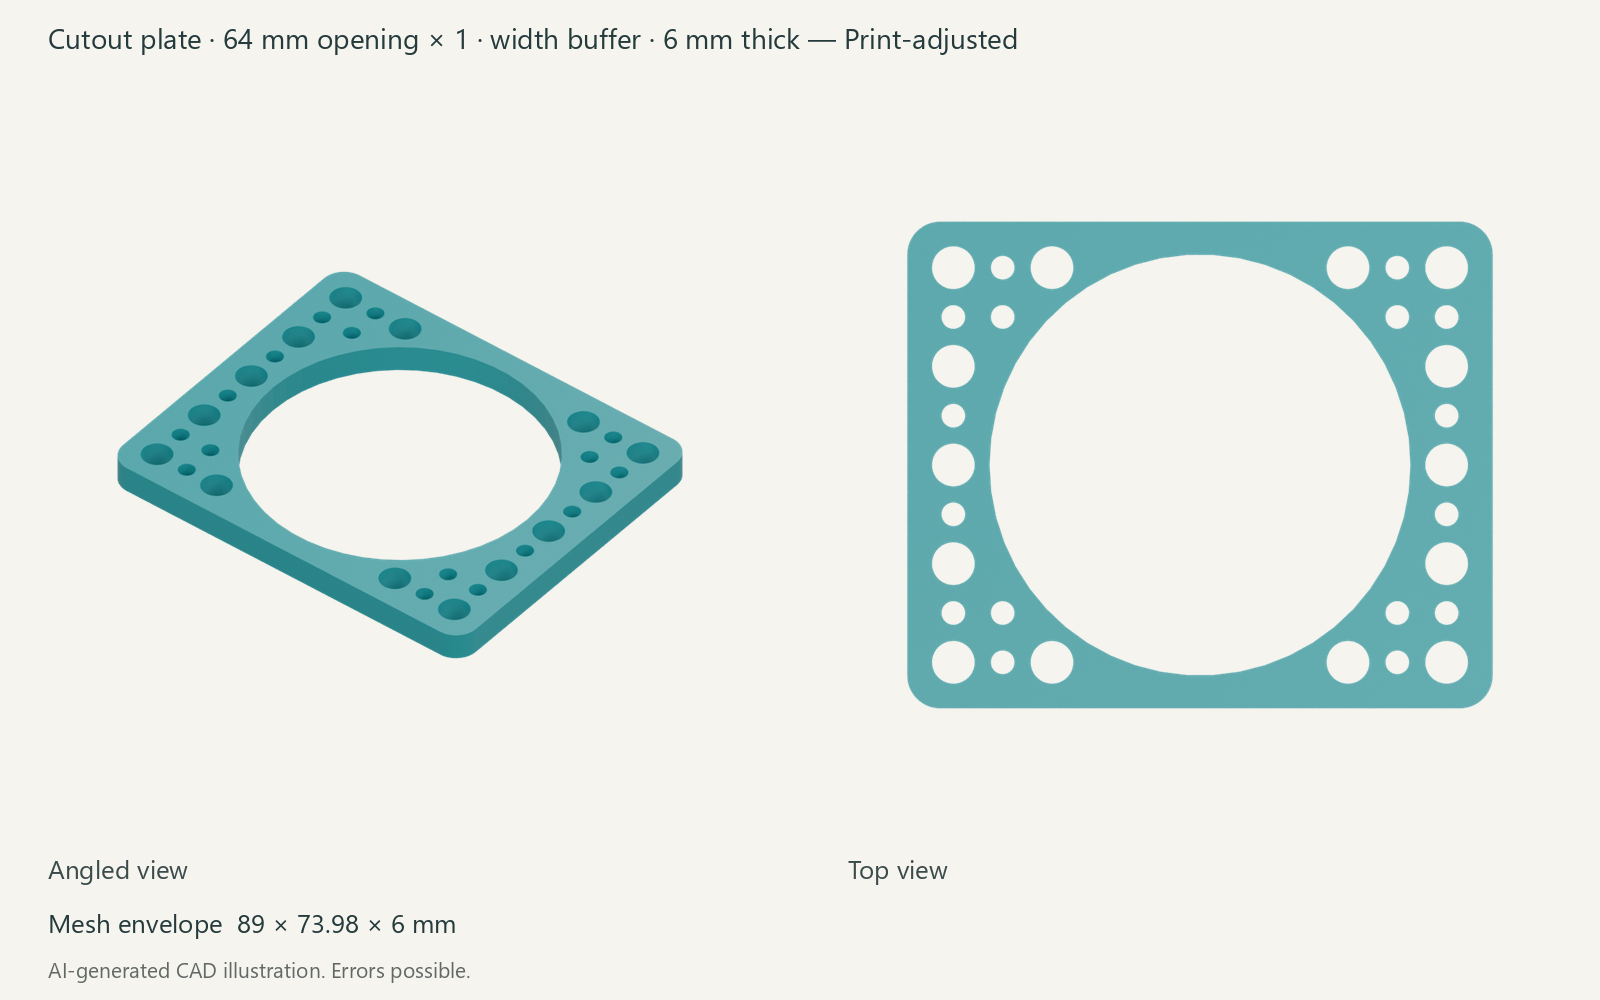 Cutout plate · 64 mm opening × 1 · width buffer · 6 mm thick — Print-adjusted
Angled view
Top view
Mesh envelope 89 × 73.98 × 6 mm
AI-generated CAD illustration. Errors possible.